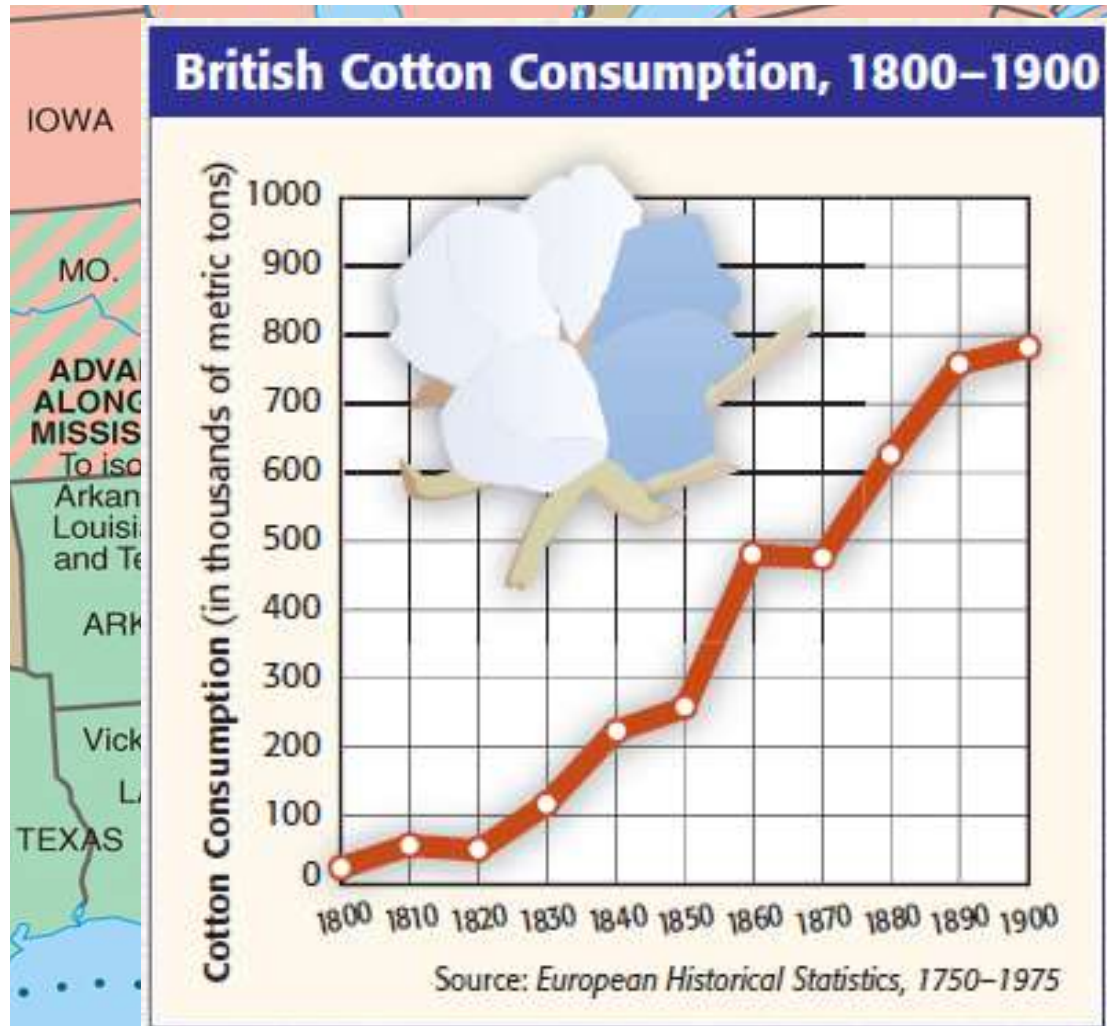 IOWA
MO.
ALONG
To iso
Arkan
Louisi
and Te
ARK
Vick
TEXAS
British Cotton Consumption, 1800–1900
Cotton Consumption (in thousands of metric tons)
1000
900
800
700
600
500
400
300
200
100
0
1800 1810 1820 1830 1840 1850 1860 1870 1880 1890 1900
Source: European Historical Statistics, 1750–1975